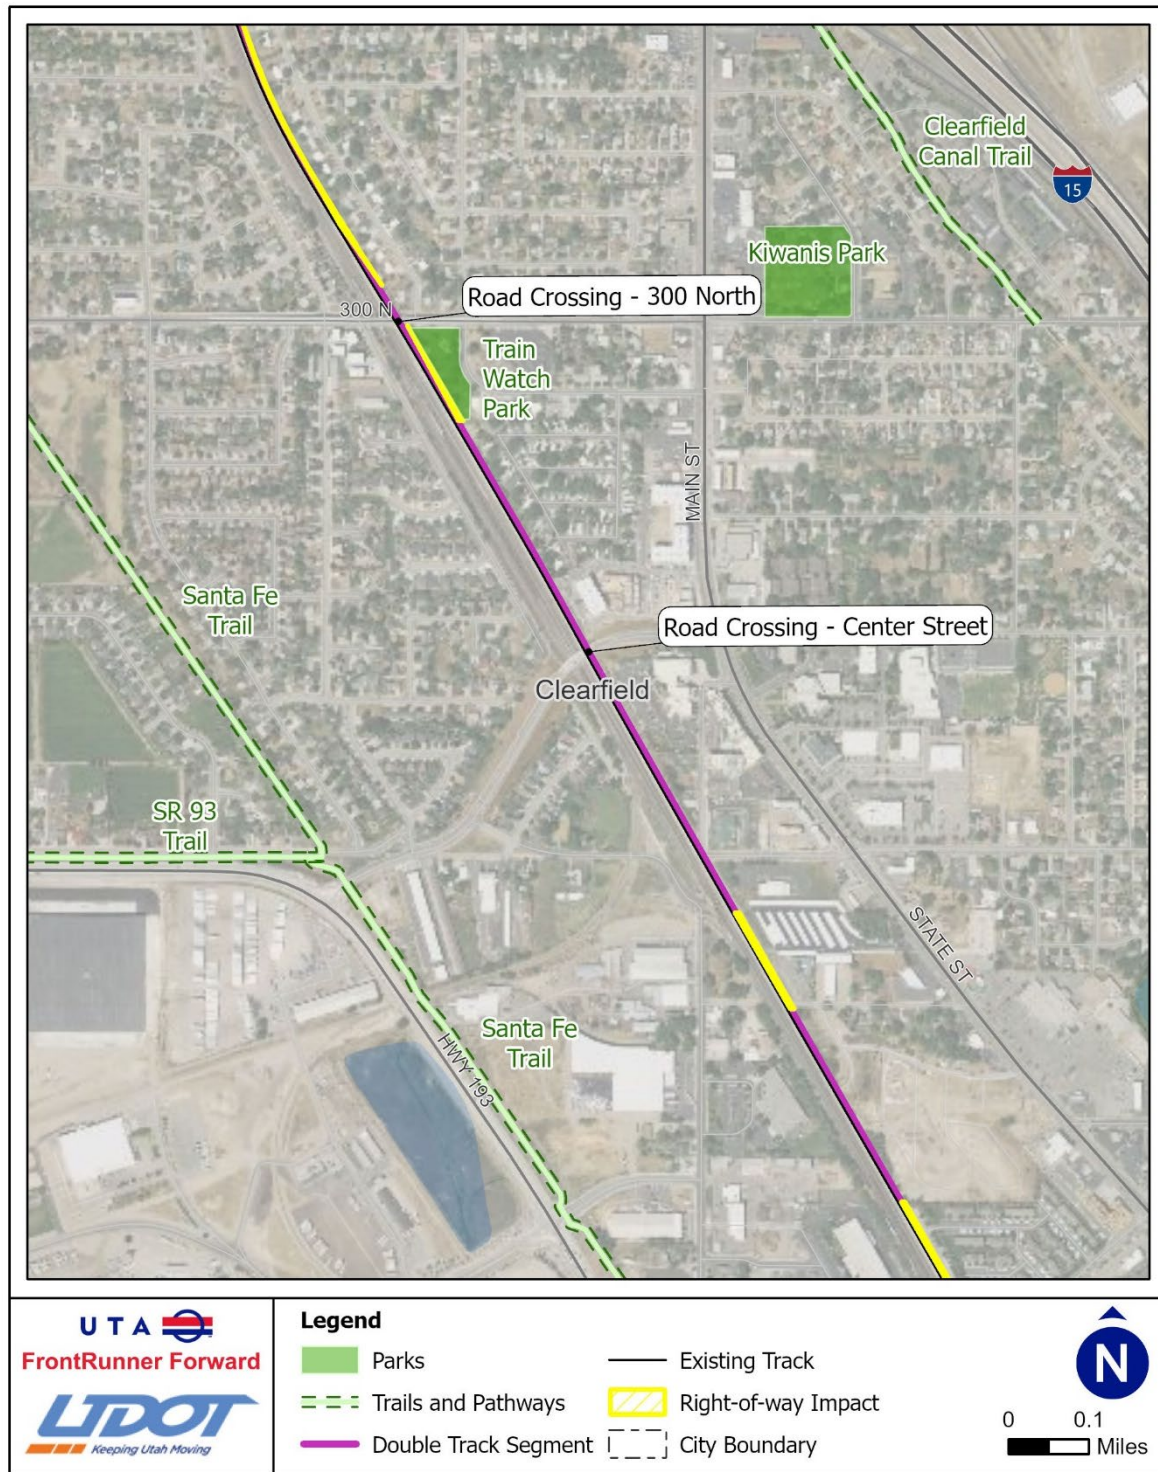 Clearfield
Canal Trail
15
Kiwanis Park
Road Crossing - 300 North
300 N
Train
Watch
Park
MAIN ST
Santa Fe
Trail
Road Crossing - Center Street
Clearfield
SR 93
Trail
STATE ST
Santa Fe
Trail
HWY 193
UTA
FrontRunner Forward
UDOT
Keeping Utah Moving
Legend
Parks
Trails and Pathways
Double Track Segment
Existing Track
Right-of-way Impact
City Boundary
N
0 0.1
Miles